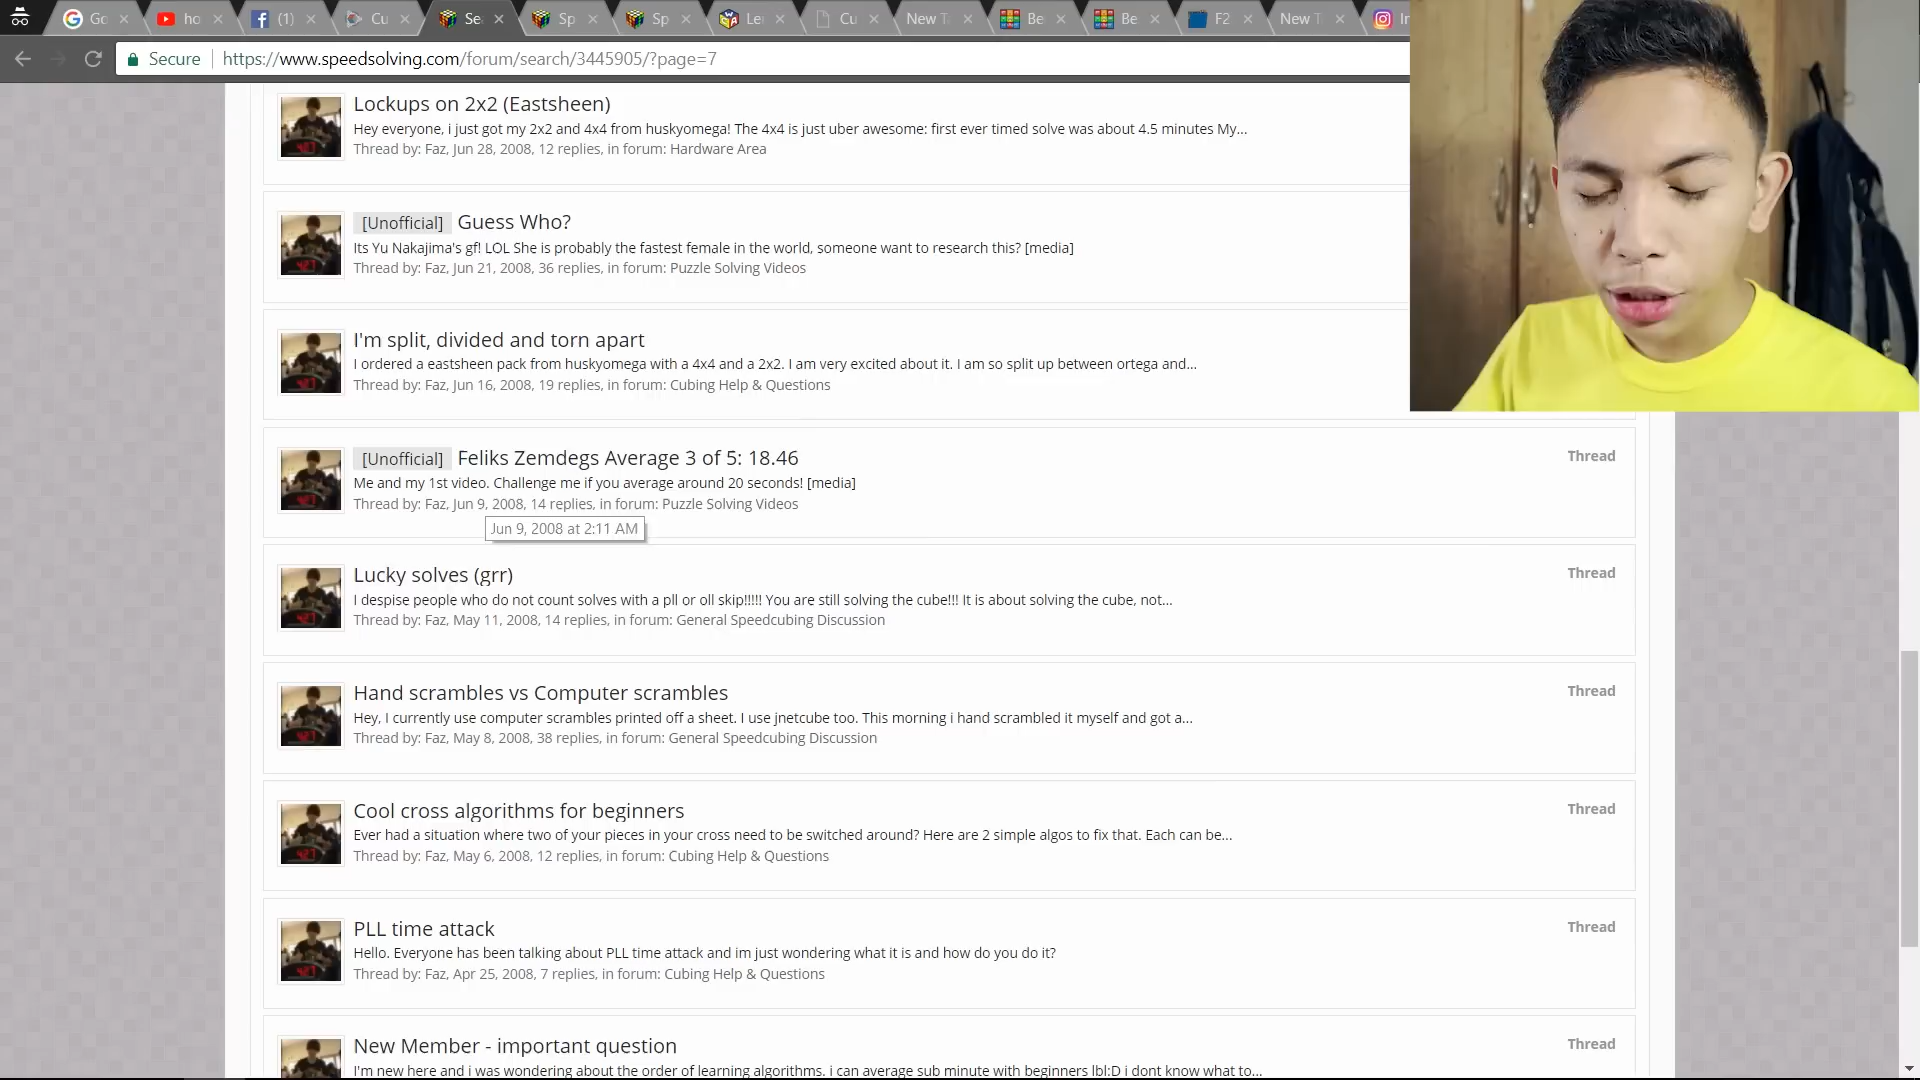 Go
ho
(1)
Cu
Se
Sp
Sp
Le
Cu
New T
Be
Be
F2
New T
In
Secure
https://www.speedsolving.com/forum/search/3445905/?page=7
Lockups on 2x2 (Eastsheen)
Hey everyone, i just got my 2x2 and 4x4 from huskyomega! The 4x4 is just uber awesome: first ever timed solve was about 4.5 minutes My...
Thread by: Faz, Jun 28, 2008, 12 replies, in forum: Hardware Area
[Unofficial] Guess Who?
Its Yu Nakajima's gf! LOL She is probably the fastest female in the world, someone want to research this? [media]
Thread by: Faz, Jun 21, 2008, 36 replies, in forum: Puzzle Solving Videos
I'm split, divided and torn apart
I ordered a eastsheen pack from huskyomega with a 4x4 and a 2x2. I am very excited about it. I am so split up between ortega and...
Thread by: Faz, Jun 16, 2008, 19 replies, in forum: Cubing Help & Questions
[Unofficial] Feliks Zemdegs Average 3 of 5: 18.46
Thread
Me and my 1st video. Challenge me if you average around 20 seconds! [media]
Thread by: Faz, Jun 9, 2008, 14 replies, in forum: Puzzle Solving Videos
Jun 9, 2008 at 2:11 AM
Lucky solves (grr)
Thread
I despise people who do not count solves with a pll or oll skip!!!!! You are still solving the cube!!! It is about solving the cube, not...
Thread by: Faz, May 11, 2008, 14 replies, in forum: General Speedcubing Discussion
Hand scrambles vs Computer scrambles
Thread
Hey, I currently use computer scrambles printed off a sheet. I use jnetcube too. This morning i hand scrambled it myself and got a...
Thread by: Faz, May 8, 2008, 38 replies, in forum: General Speedcubing Discussion
Cool cross algorithms for beginners
Thread
Ever had a situation where two of your pieces in your cross need to be switched around? Here are 2 simple algos to fix that. Each can be...
Thread by: Faz, May 6, 2008, 12 replies, in forum: Cubing Help & Questions
PLL time attack
Thread
Hello. Everyone has been talking about PLL time attack and im just wondering what it is and how do you do it?
Thread by: Faz, Apr 25, 2008, 7 replies, in forum: Cubing Help & Questions
New Member - important question
Thread
I'm new here and i was wondering about the order of learning algorithms. i can average sub minute with beginners lbl:D i dont know what to...